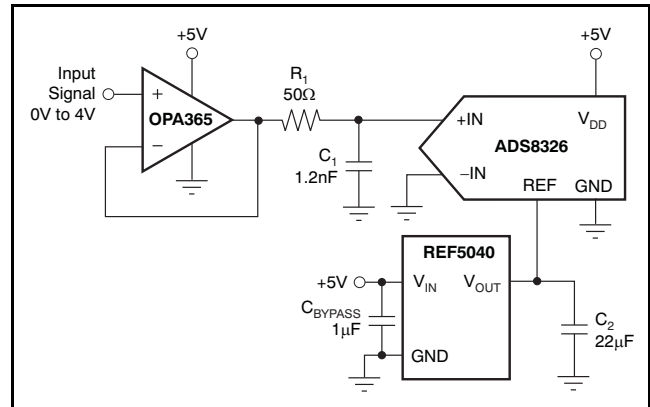 +5V
+5V
Input
Signal
0V to 4V
+
OPA365
−
R1
50Ω
C1
1.2nF
+IN
VDD
ADS8326
−IN
REF
GND
REF5040
+5V
VIN
VOUT
CBYPASS
1μF
GND
C2
22μF